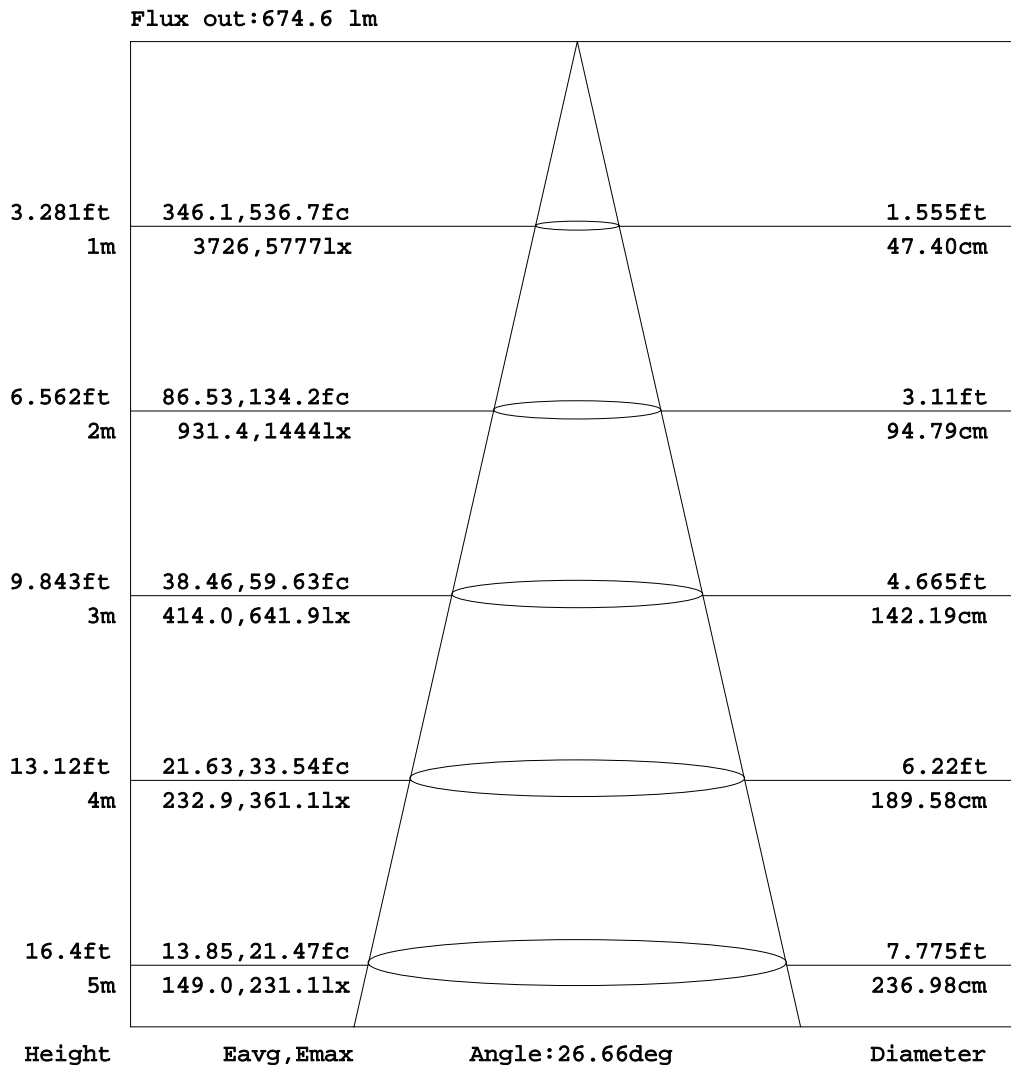 Flux out:674.6 lm
3.281ft 346.1,536.7fc 1.555ft
1m 3726,5777lx 47.40cm
6.562ft 86.53,134.2fc 3.11ft
2m 931.4,1444lx 94.79cm
9.843ft 38.46,59.63fc 4.665ft
3m 414.0,641.9lx 142.19cm
13.12ft 21.63,33.54fc 6.22ft
4m 232.9,361.1lx 189.58cm
16.4ft 13.85,21.47fc 7.775ft
5m 149.0,231.1lx 236.98cm
Height Eavg,Emax Angle:26.66deg Diameter